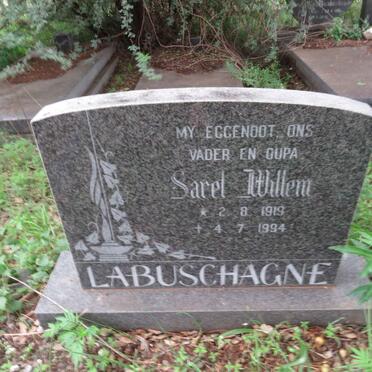 MY EGGENOOT, ONS
VADER EN OUPA
Sarel Willem
* 2. 8. 1919
+ 4. 7. 1994
LABUSCHAGNE